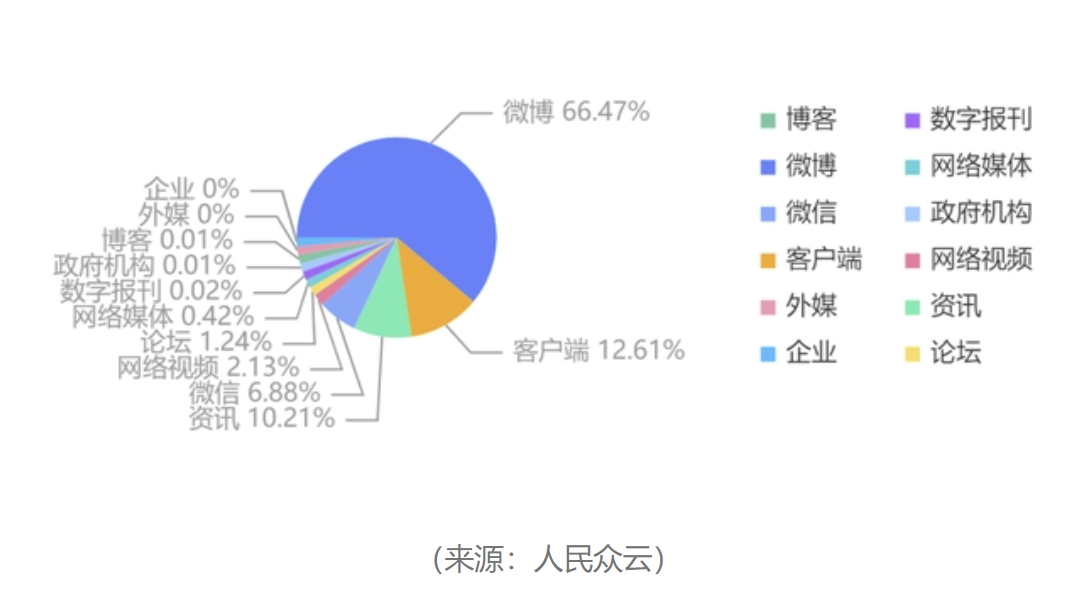 微博 66.47%
企业 0%
外媒 0%
博客 0.01%
政府机构 0.01%
数字报刊 0.02%
网络媒体 0.42%
论坛 1.24%
网络视频 2.13%
微信 6.88%
资讯 10.21%
客户端 12.61%
博客 数字报刊
微博 网络媒体
微信 政府机构
客户端 网络视频
外媒 资讯
企业 论坛
（来源：人民众云）